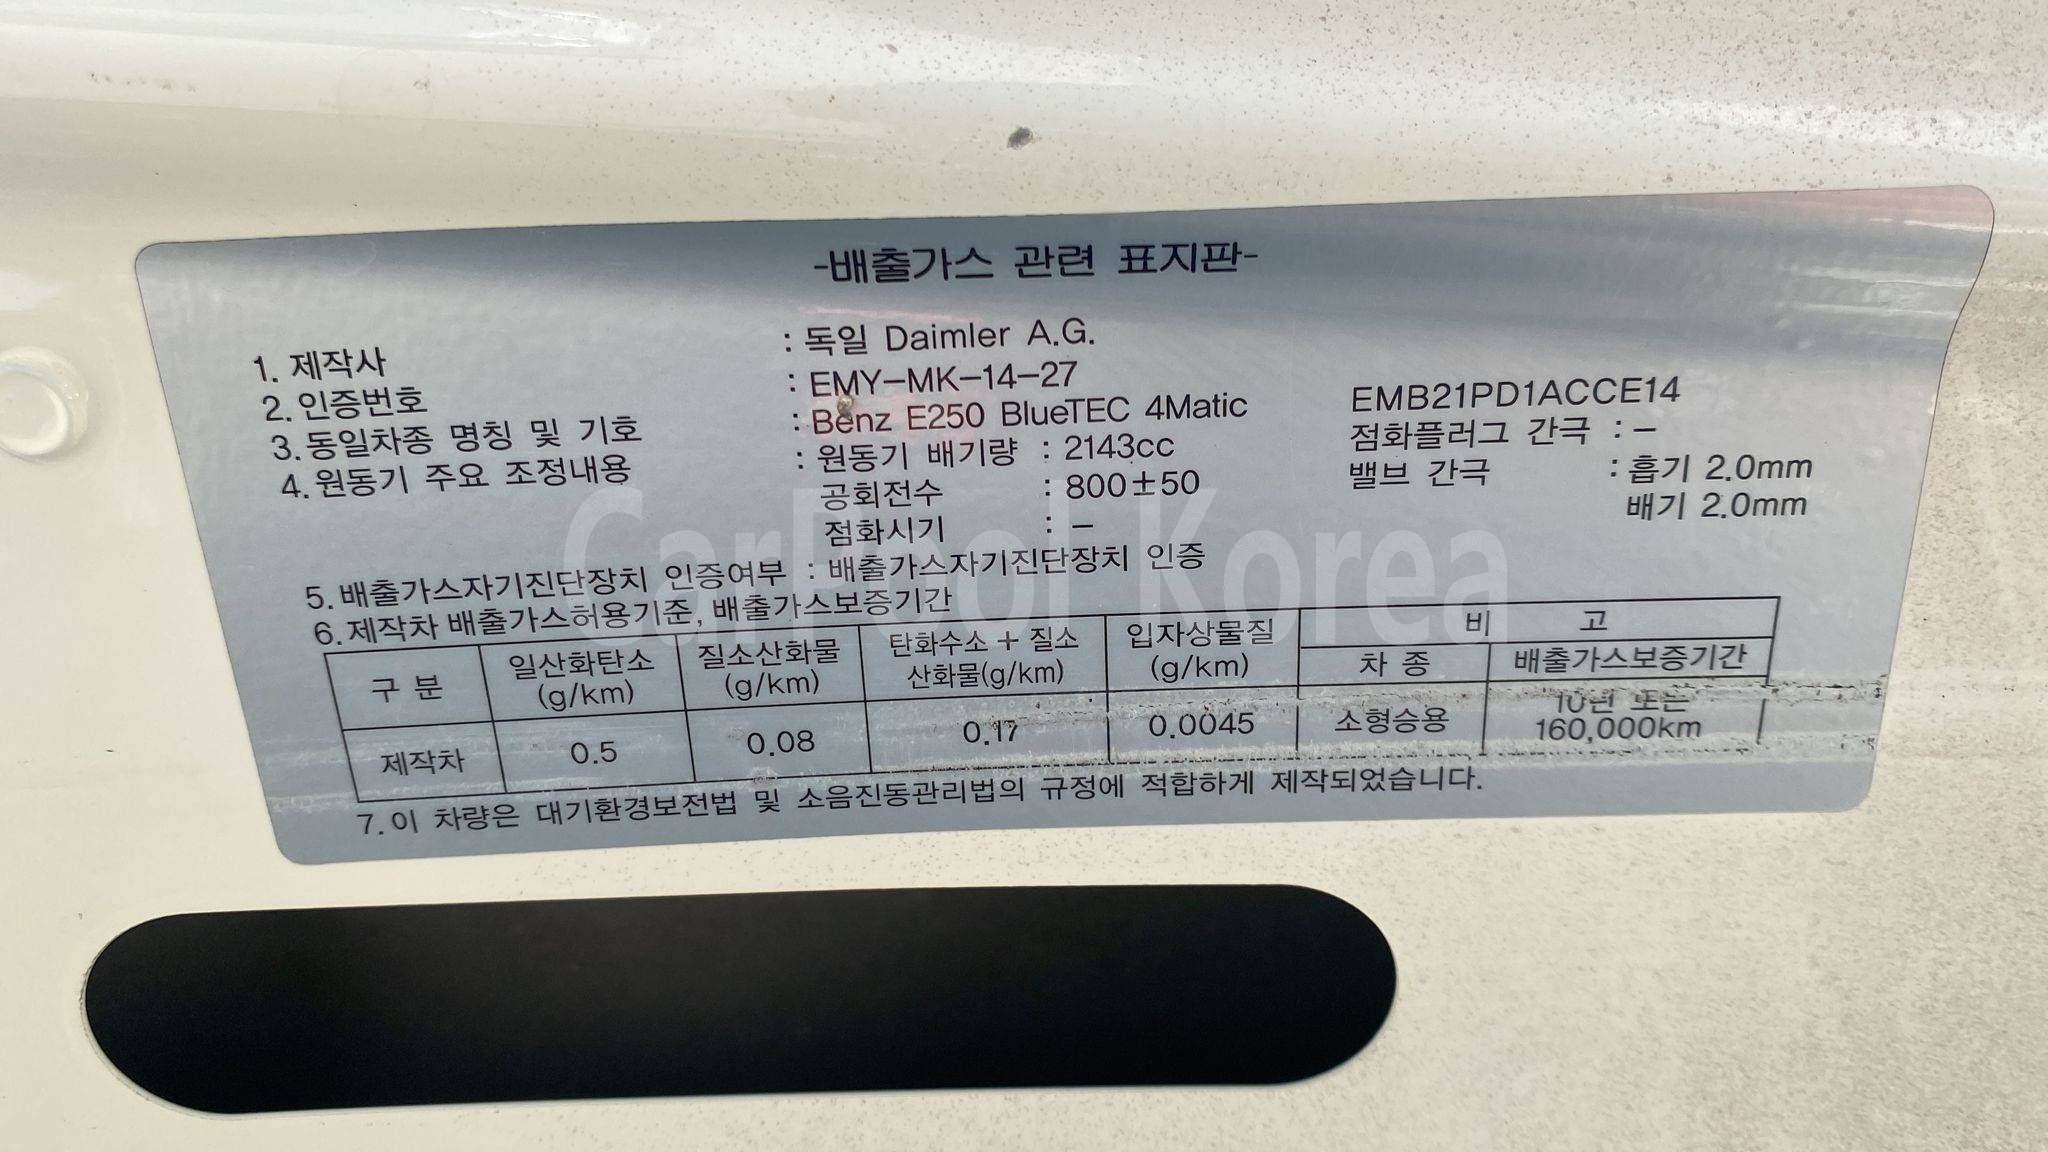 -배출가스 관련 표지판-
1. 제작사 : 독일 Daimler A.G.
2. 인증번호 : EMY-MK-14-27
3. 동일차종 명칭 및 기호 : Benz E250 BlueTEC 4Matic EMB21PD1ACCE14
4. 원동기 주요 조정내용 : 원동기 배기량 : 2143cc 점화플러그 간극 : -
공회전수 : 800±50 밸브 간극 : 흡기 2.0mm
점화시기 : - 배기 2.0mm
5. 배출가스자기진단장치 인증여부 : 배출가스자기진단장치 인증
6. 제작차 배출가스허용기준, 배출가스보증기간
구 분 일산화탄소 (g/km) 질소산화물 (g/km) 탄화수소 + 질소산화물(g/km) 입자상물질 (g/km) 비 고
차 종 배출가스보증기간
제작차 0.5 0.08 0.17 0.0045 소형승용 10년 또는 160,000km
7. 이 차량은 대기환경보전법 및 소음진동관리법의 규정에 적합하게 제작되었습니다.
CarPool Korea